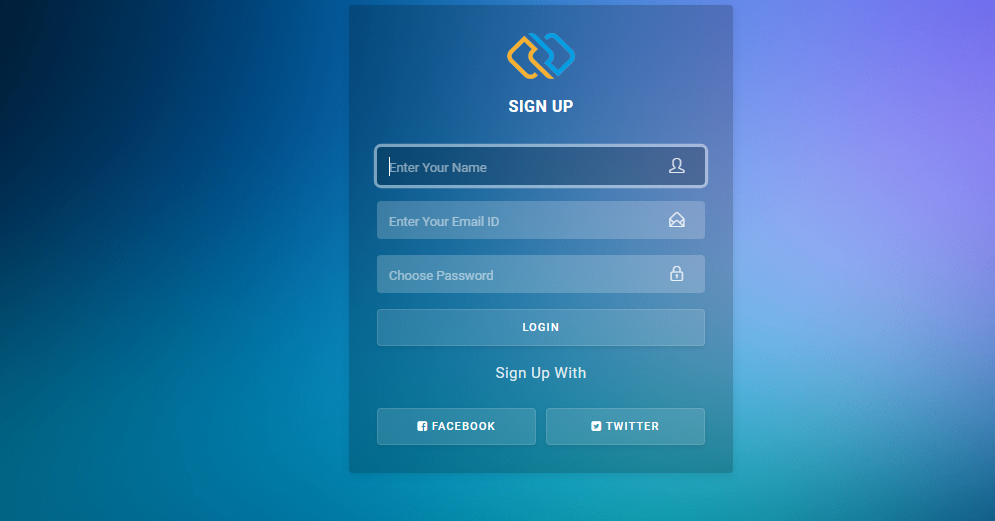 SIGN UP
Enter Your Name
Enter Your Email ID
Choose Password
LOGIN
Sign Up With
FACEBOOK TWITTER